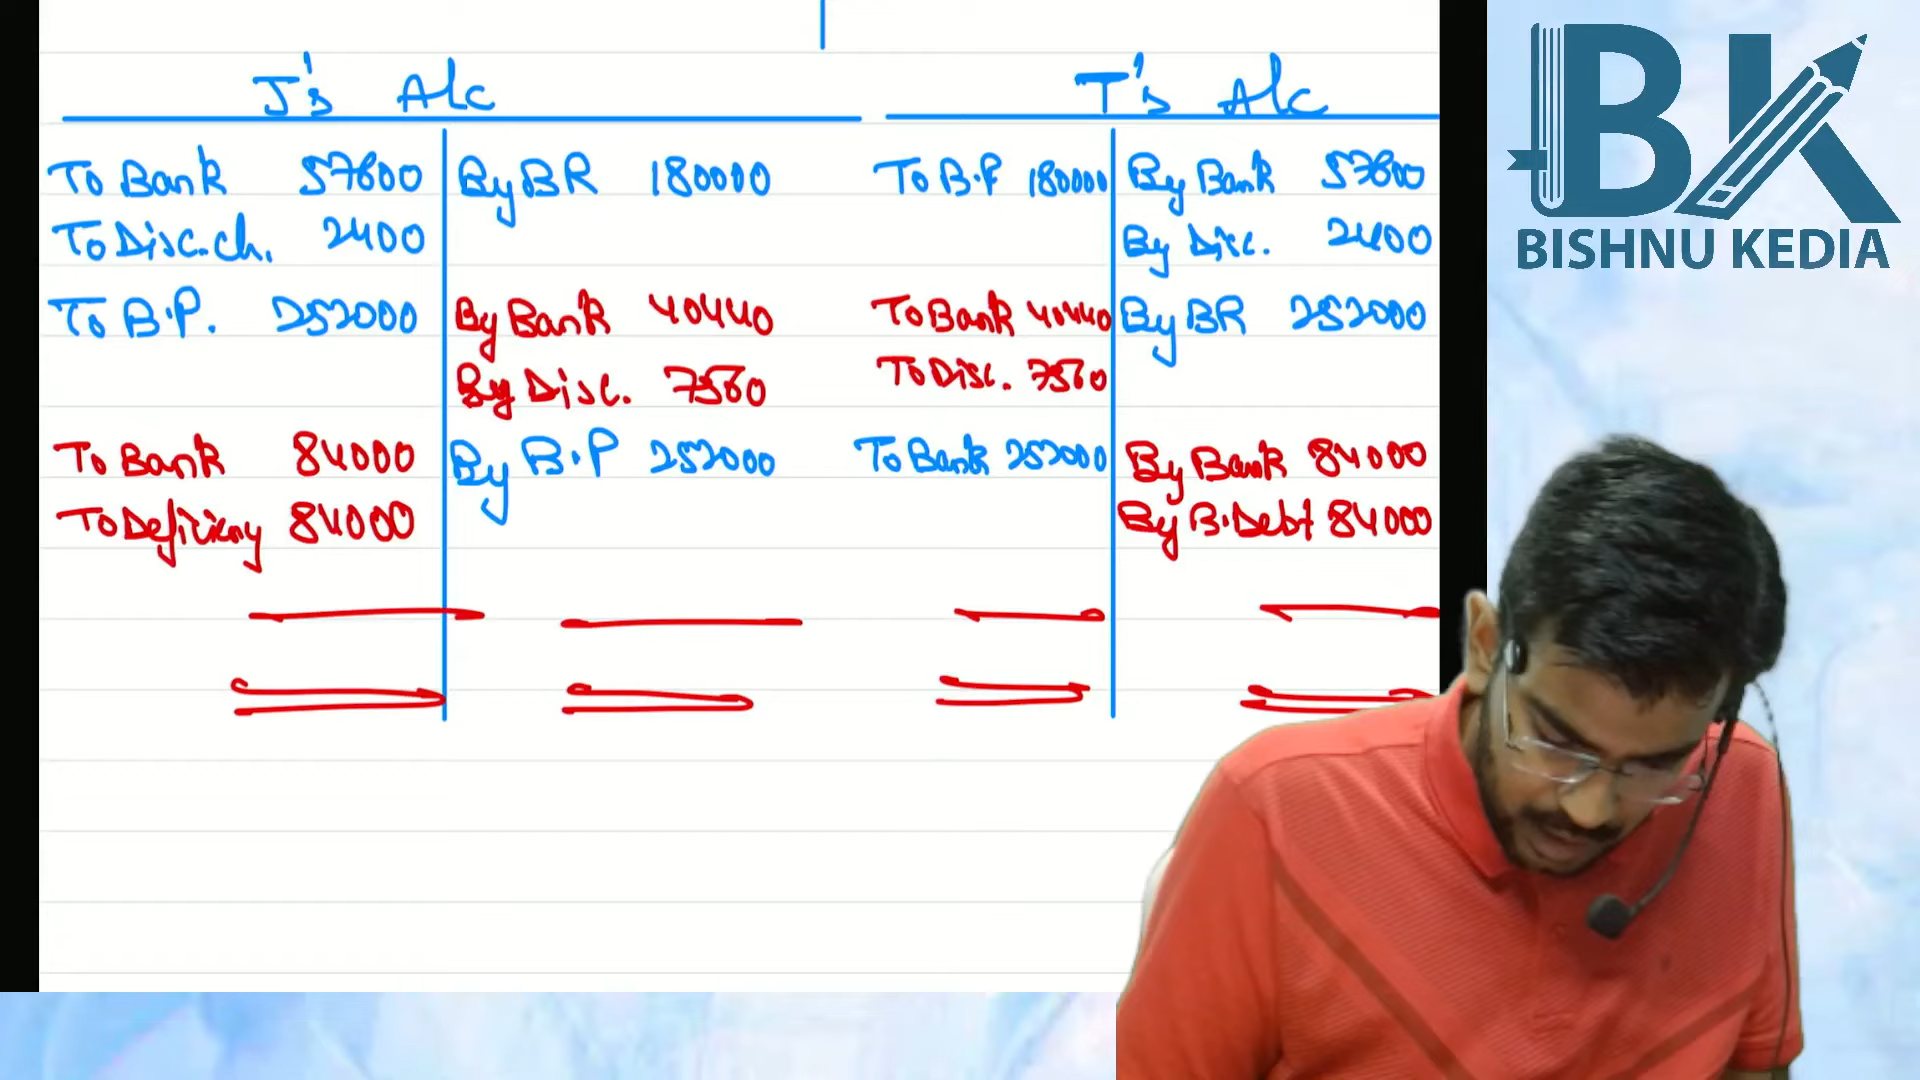 J's A/c
To Bank 57600 By BR 180000
To Disc.ch. 2400
To B.P. 252000 By Bank 40440
By Disc. 7560
To Bank 84000 By B.P 252000
To Deficiency 84000
T's A/c
To B.P 180000 By Bank 57600
By Disc. 2400
To Bank 40440 By BR 252000
To Disc. 7560
To Bank 252000 By Bank 84000
By B.Debt 84000
BK
BISHNU KEDIA